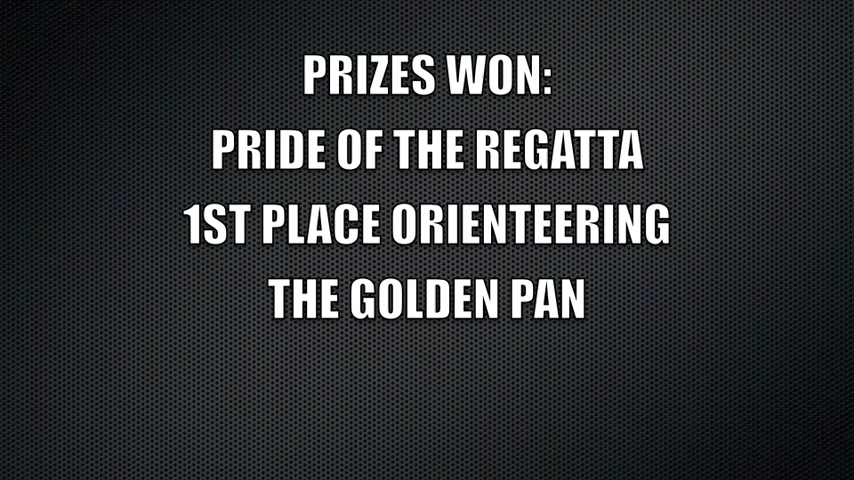 PRIZES WON:
PRIDE OF THE REGATTA
1ST PLACE ORIENTEERING
THE GOLDEN PAN